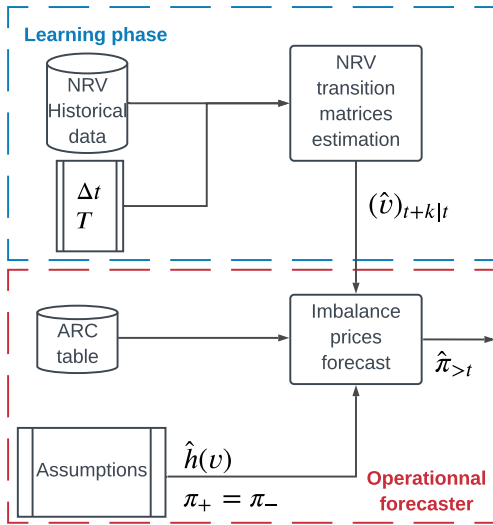 Learning phase
NRV
Historical
data
Δt
T
NRV
transition
matrices
estimation
(v̂)ₜ₊ₖ|ₜ
ARC
table
Imbalance
prices
forecast
π̂>ₜ
Assumptions
ĥ(v)
π₊ = π₋
Operationnal
forecaster